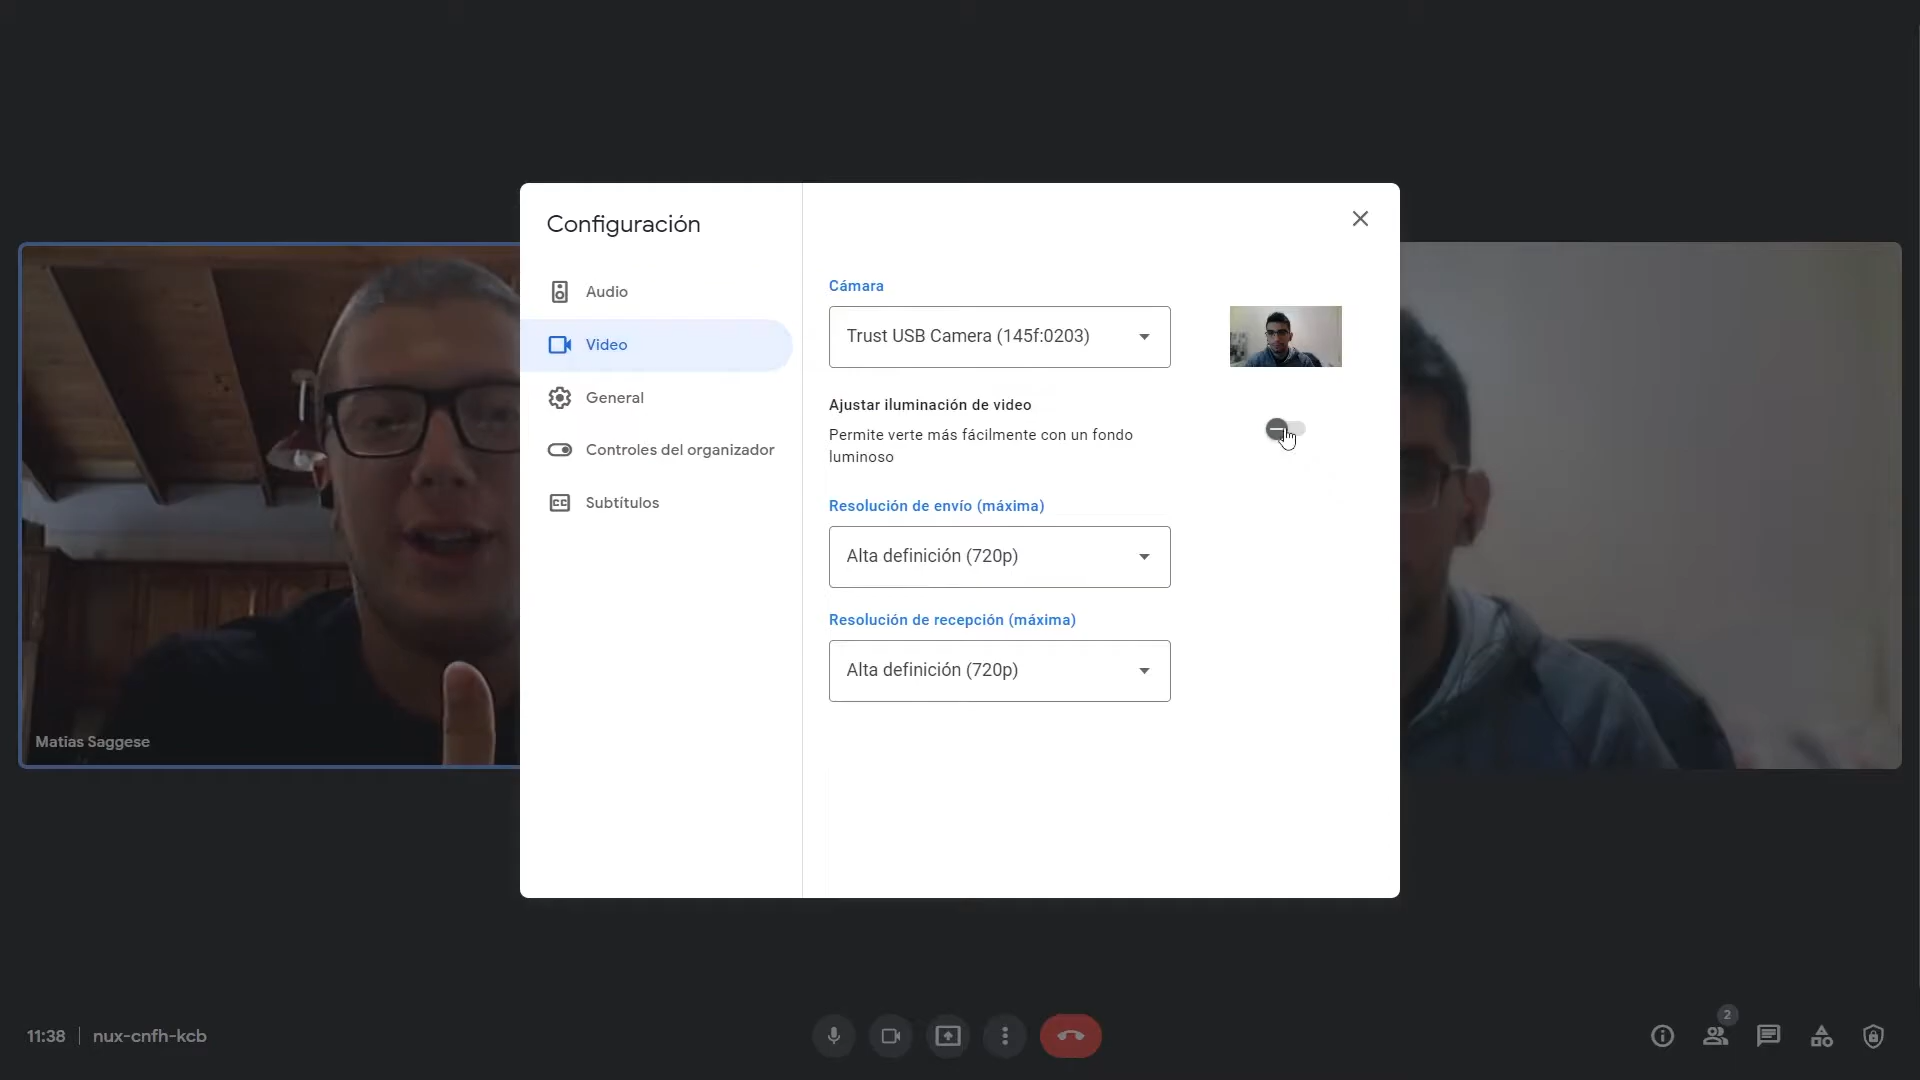 Configuración
Audio
Video
General
Controles del organizador
CC
Subtítulos
Cámara
Trust USB Camera (145f:0203)
Ajustar iluminación de video
Permite verte más fácilmente con un fondo
luminoso
Resolución de envío (máxima)
Alta definición (720p)
Resolución de recepción (máxima)
Alta definición (720p)
Matias Saggese
11:38
nux-cnfh-kcb
2